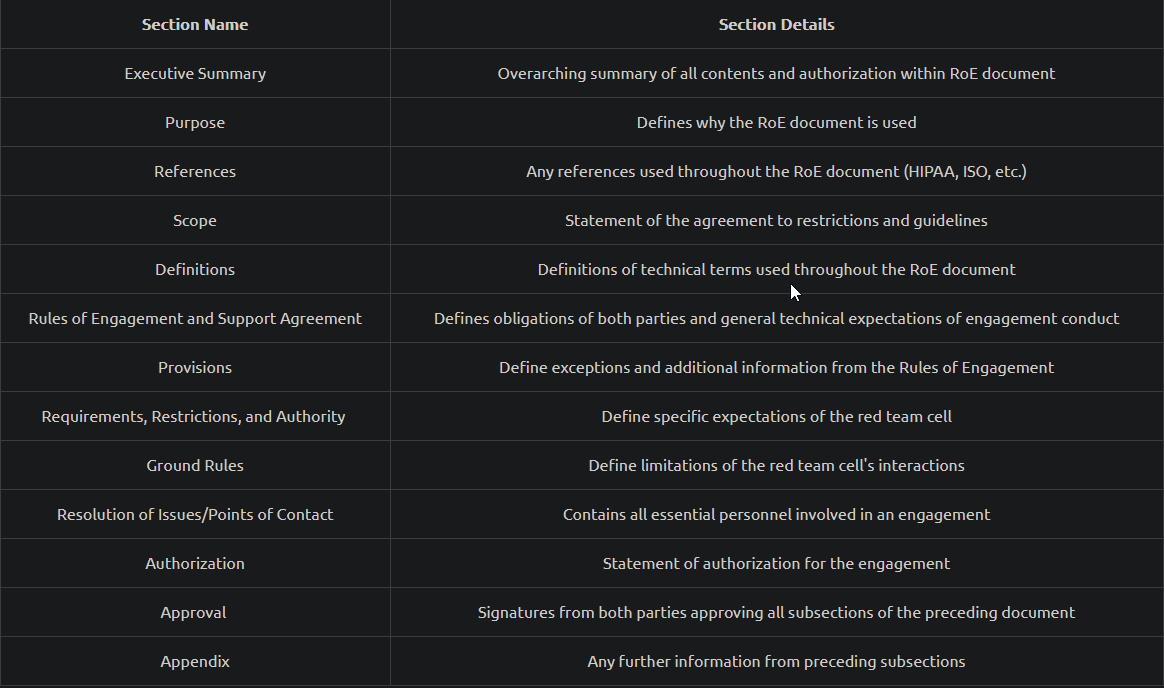 Section Name Section Details
Executive Summary Overarching summary of all contents and authorization within RoE document
Purpose Defines why the RoE document is used
References Any references used throughout the RoE document (HIPAA, ISO, etc.)
Scope Statement of the agreement to restrictions and guidelines
Definitions Definitions of technical terms used throughout the RoE document
Rules of Engagement and Support Agreement Defines obligations of both parties and general technical expectations of engagement conduct
Provisions Define exceptions and additional information from the Rules of Engagement
Requirements, Restrictions, and Authority Define specific expectations of the red team cell
Ground Rules Define limitations of the red team cell's interactions
Resolution of Issues/Points of Contact Contains all essential personnel involved in an engagement
Authorization Statement of authorization for the engagement
Approval Signatures from both parties approving all subsections of the preceding document
Appendix Any further information from preceding subsections